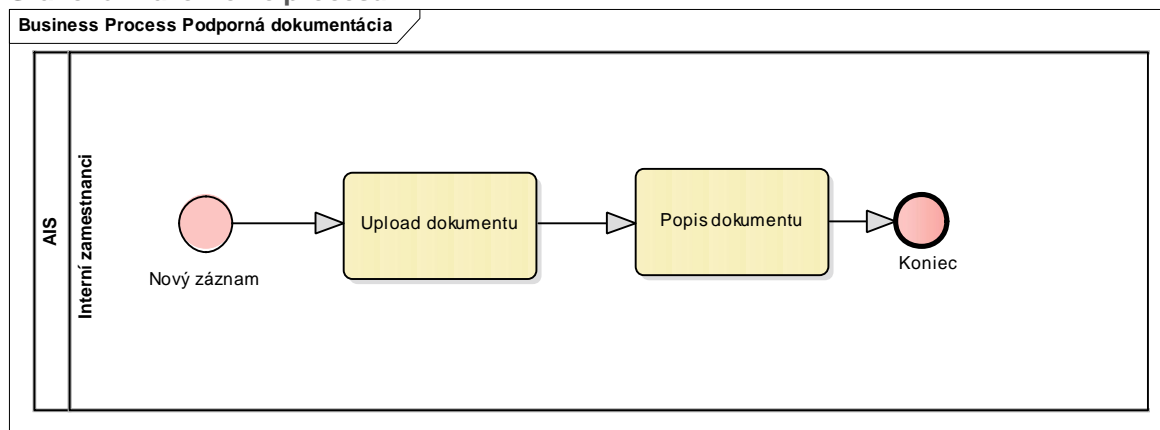 Business Process Podporná dokumentácia
AIS
Interní zamestnanci
Nový záznam
Upload dokumentu
Popis dokumentu
Koniec